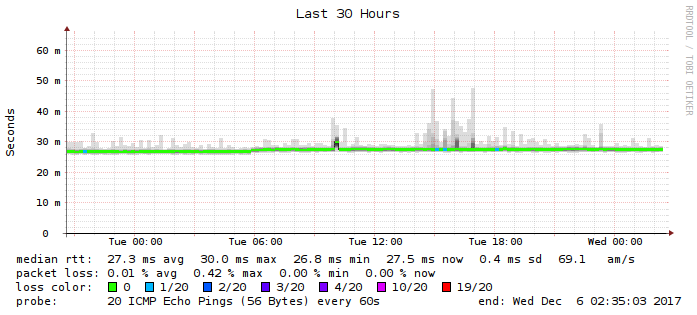 Last 30 Hours
RRDTOOL / TOBI OETIKER
Seconds
60 m
50 m
40 m
30 m
20 m
10 m
0
Tue 00:00 Tue 06:00 Tue 12:00 Tue 18:00 Wed 00:00
median rtt: 27.3 ms avg 30.0 ms max 26.8 ms min 27.5 ms now 0.4 ms sd 69.1 am/s
packet loss: 0.01 % avg 0.42 % max 0.00 % min 0.00 % now
loss color: 0 1/20 2/20 3/20 4/20 10/20 19/20
probe: 20 ICMP Echo Pings (56 Bytes) every 60s end: Wed Dec 6 02:35:03 2017